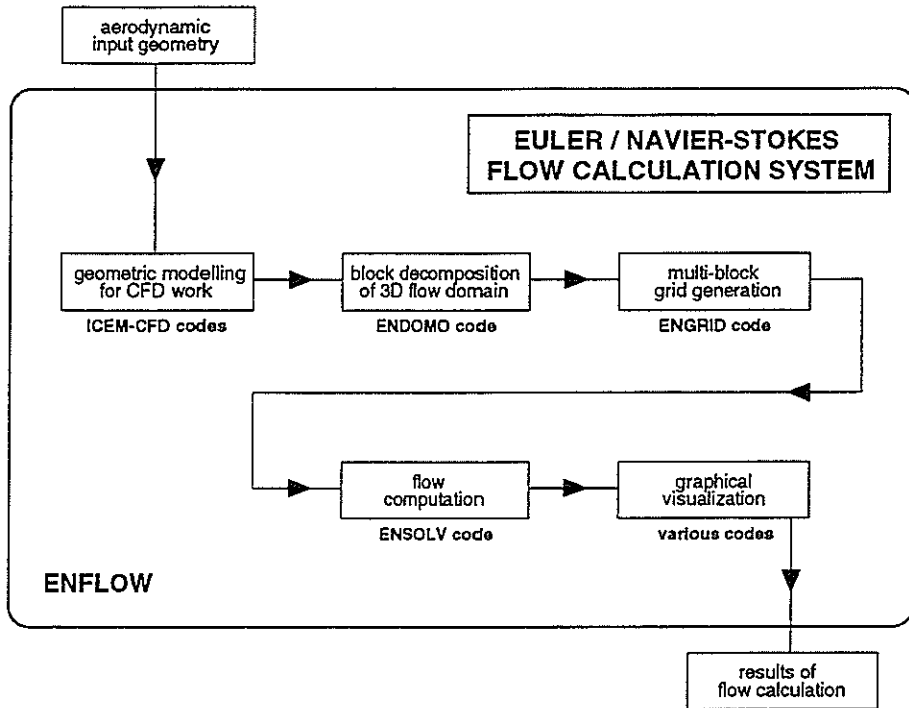 aerodynamic
input geometry
EULER / NAVIER-STOKES
FLOW CALCULATION SYSTEM
geometric modelling
for CFD work
ICEM-CFD codes
block decomposition
of 3D flow domain
ENDOMO code
multi-block
grid generation
ENGRID code
flow
computation
ENSOLV code
graphical
visualization
various codes
ENFLOW
results of
flow calculation